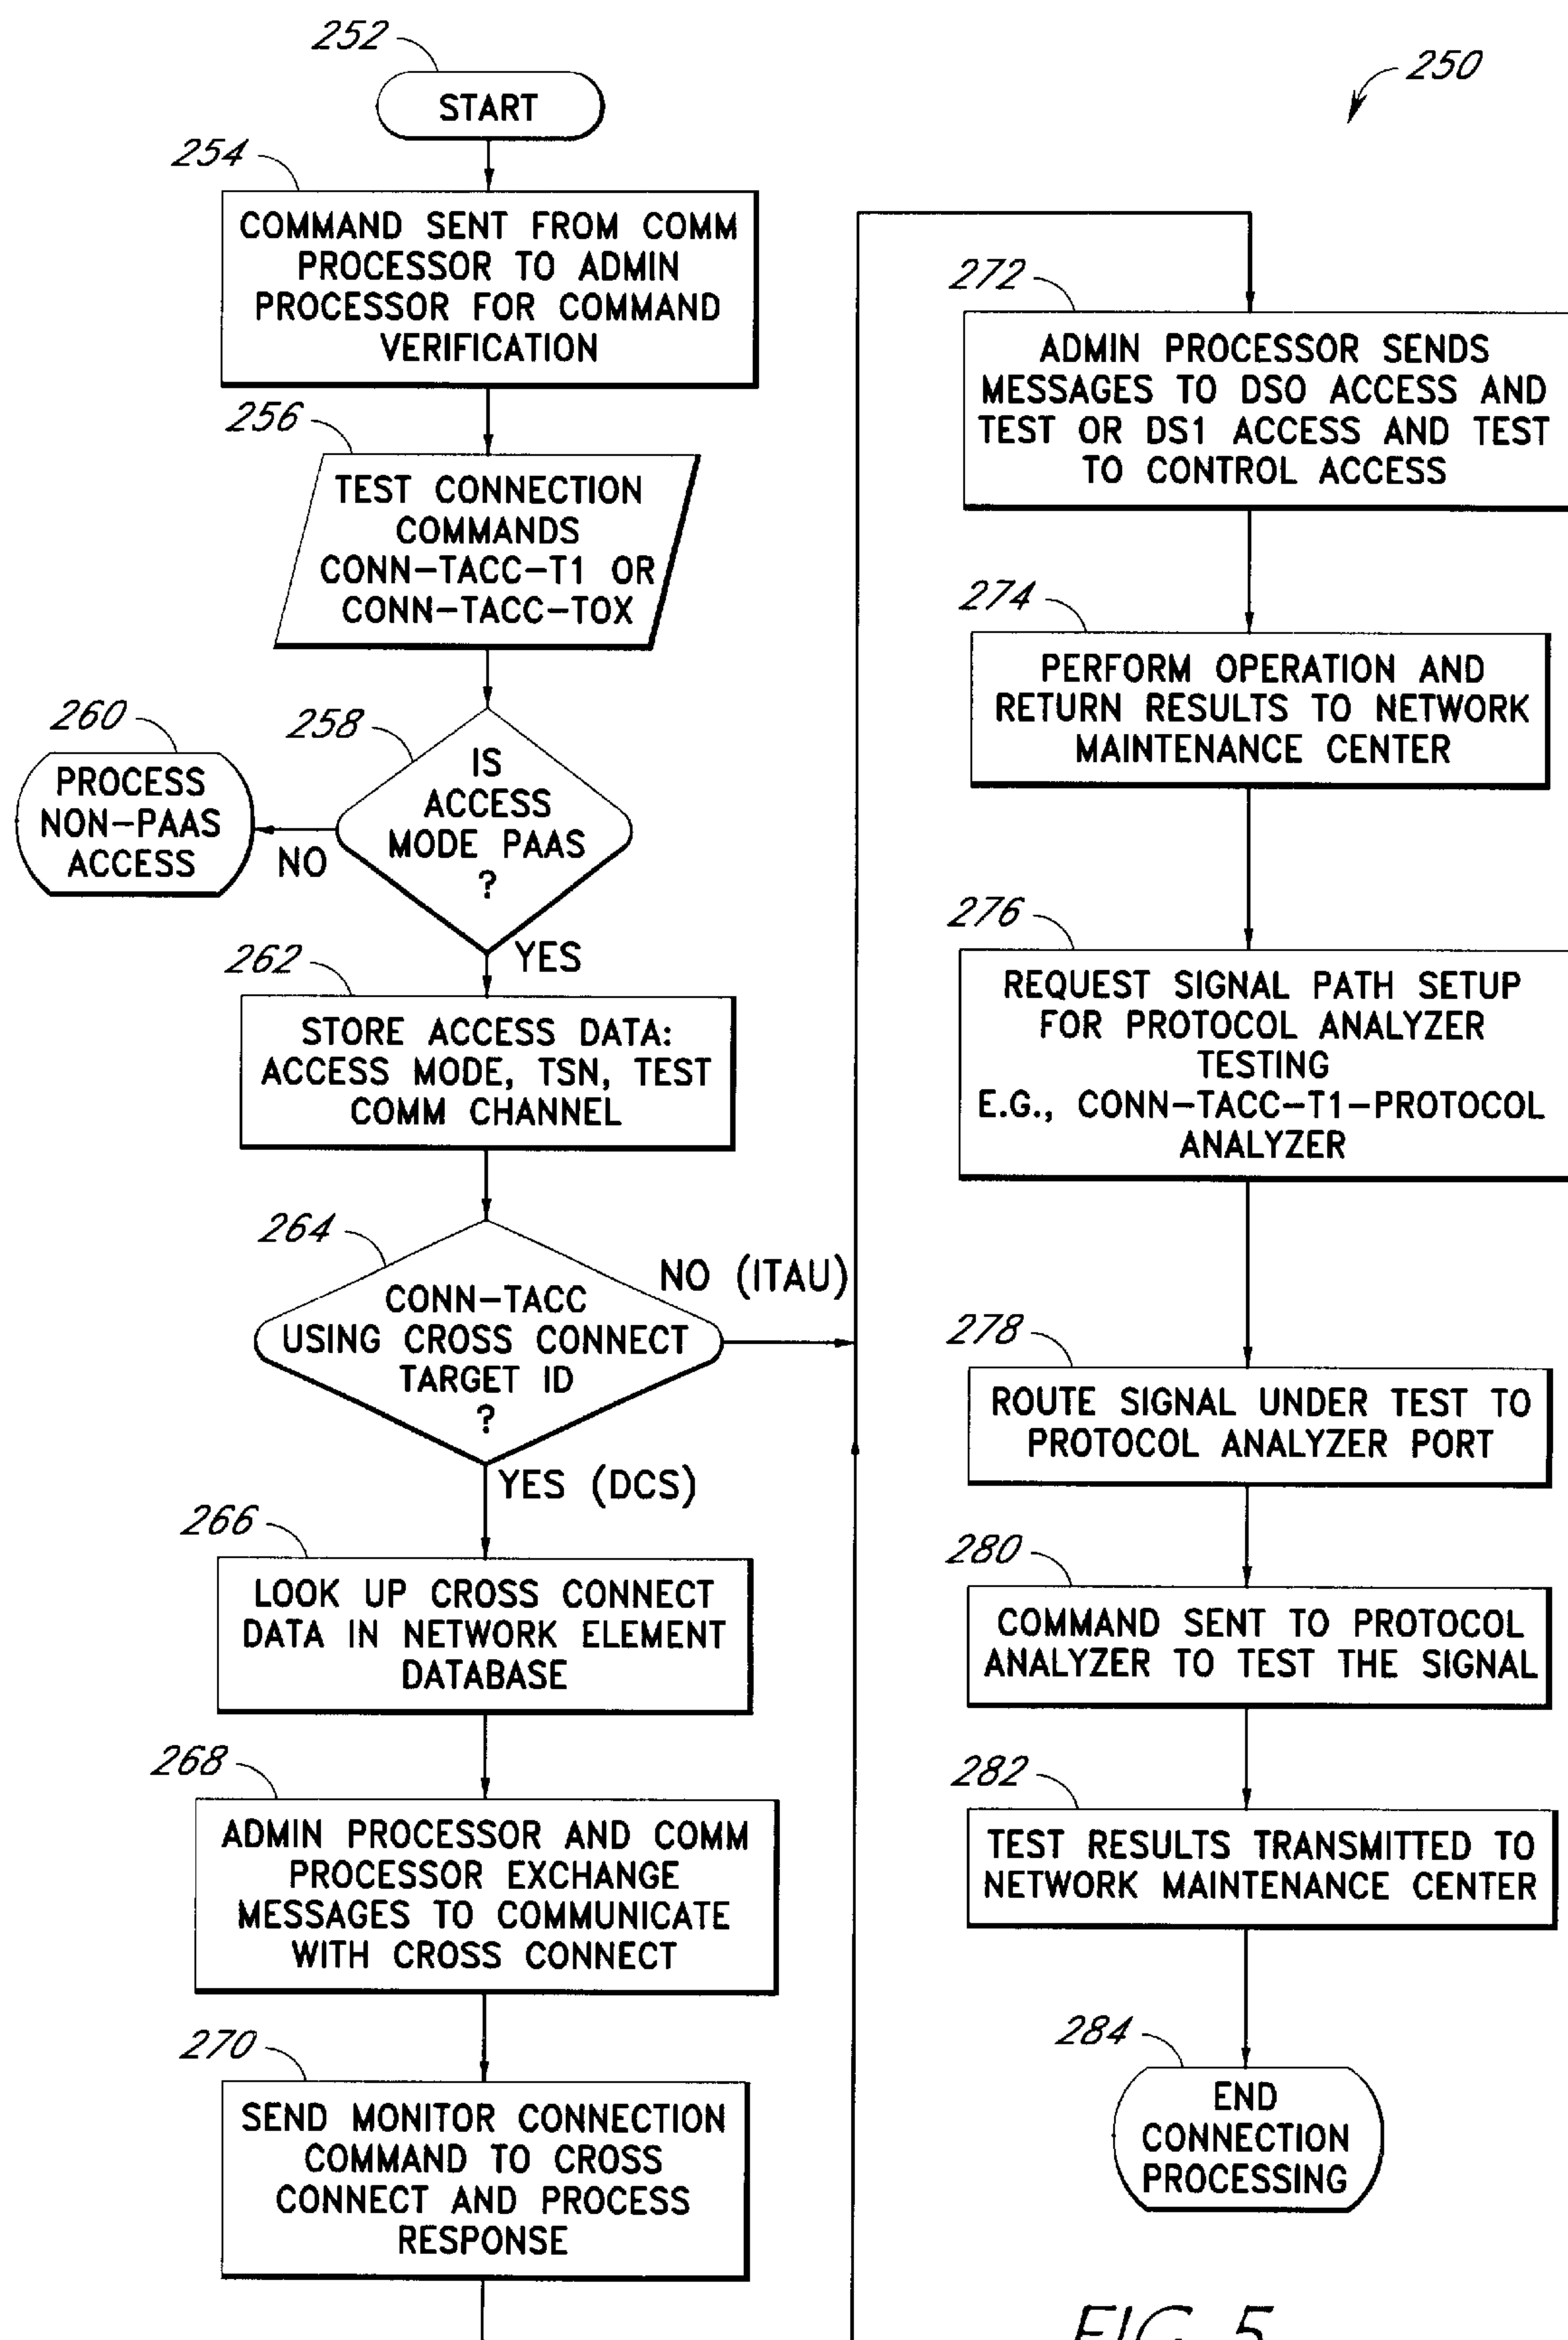 252
START
254
COMMAND SENT FROM COMM
PROCESSOR TO ADMIN
PROCESSOR FOR COMMAND
VERIFICATION
256
TEST CONNECTION
COMMANDS
CONN-TACC-T1 OR
CONN-TACC-TOX
258
IS
ACCESS
MODE PAAS
?
260
PROCESS
NON-PAAS
ACCESS
NO
YES
262
STORE ACCESS DATA:
ACCESS MODE, TSN, TEST
COMM CHANNEL
264
CONN-TACC
USING CROSS CONNECT
TARGET ID
?
NO (ITAU)
YES (DCS)
266
LOOK UP CROSS CONNECT
DATA IN NETWORK ELEMENT
DATABASE
268
ADMIN PROCESSOR AND COMM
PROCESSOR EXCHANGE
MESSAGES TO COMMUNICATE
WITH CROSS CONNECT
270
SEND MONITOR CONNECTION
COMMAND TO CROSS
CONNECT AND PROCESS
RESPONSE
250
272
ADMIN PROCESSOR SENDS
MESSAGES TO DSO ACCESS AND
TEST OR DS1 ACCESS AND TEST
TO CONTROL ACCESS
274
PERFORM OPERATION AND
RETURN RESULTS TO NETWORK
MAINTENANCE CENTER
276
REQUEST SIGNAL PATH SETUP
FOR PROTOCOL ANALYZER
TESTING
E.G., CONN-TACC-T1-PROTOCOL
ANALYZER
278
ROUTE SIGNAL UNDER TEST TO
PROTOCOL ANALYZER PORT
280
COMMAND SENT TO PROTOCOL
ANALYZER TO TEST THE SIGNAL
282
TEST RESULTS TRANSMITTED TO
NETWORK MAINTENANCE CENTER
284
END
CONNECTION
PROCESSING
FIG. 5